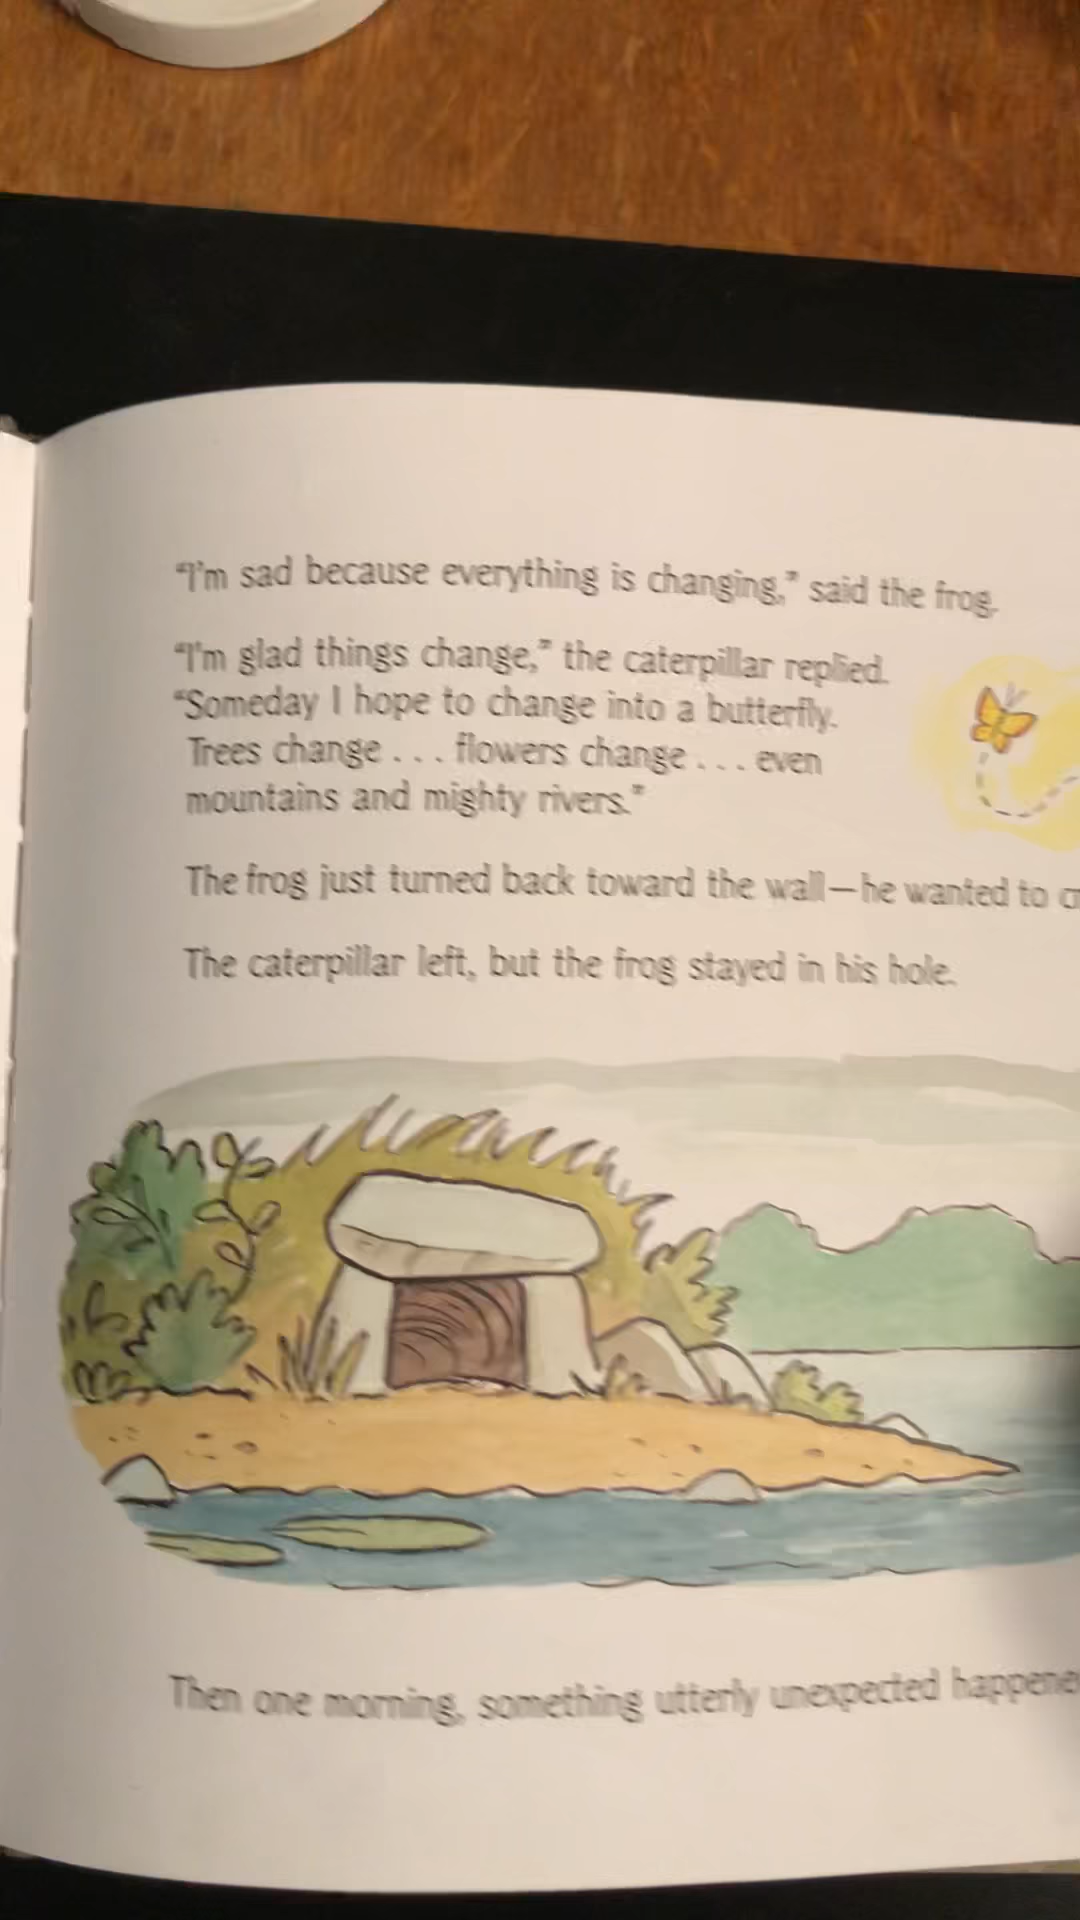 “I'm sad because everything is changing,” said the frog.
“I'm glad things change,” the caterpillar replied.
“Someday I hope to change into a butterfly.
Trees change . . . flowers change . . . even
mountains and mighty rivers.”
The frog just turned back toward the wall—he wanted to
The caterpillar left, but the frog stayed in his hole.
Then one morning, something utterly unexpected